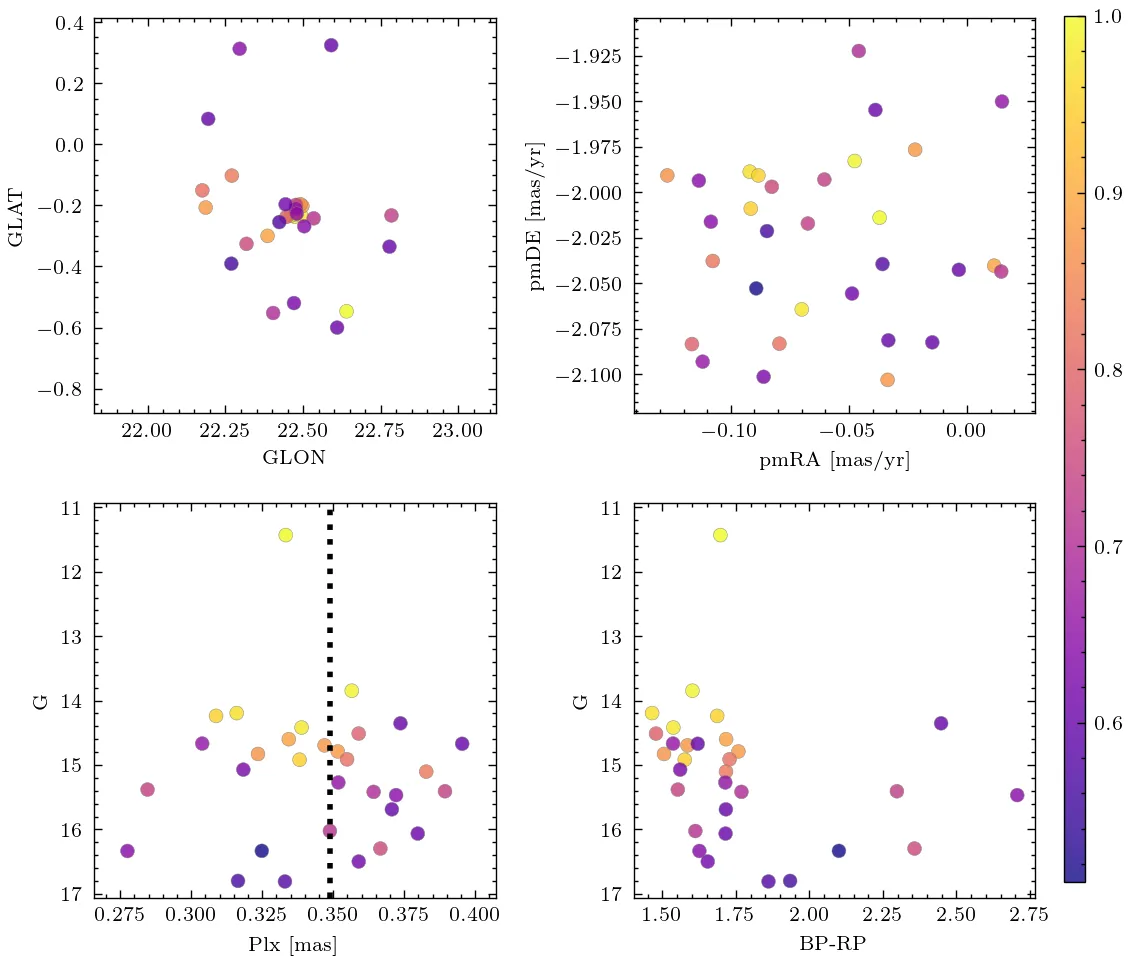 0.4
0.2
0.0
−0.2
−0.4
−0.6
−0.8
GLAT
22.00 22.25 22.50 22.75 23.00
GLON
−1.925
−1.950
−1.975
−2.000
−2.025
−2.050
−2.075
−2.100
pmDE [mas/yr]
−0.10 −0.05 0.00
pmRA [mas/yr]
1.0
0.9
0.8
0.7
0.6
11
12
13
14
15
16
17
G
0.275 0.300 0.325 0.350 0.375 0.400
Plx [mas]
11
12
13
14
15
16
17
G
1.50 1.75 2.00 2.25 2.50 2.75
BP-RP